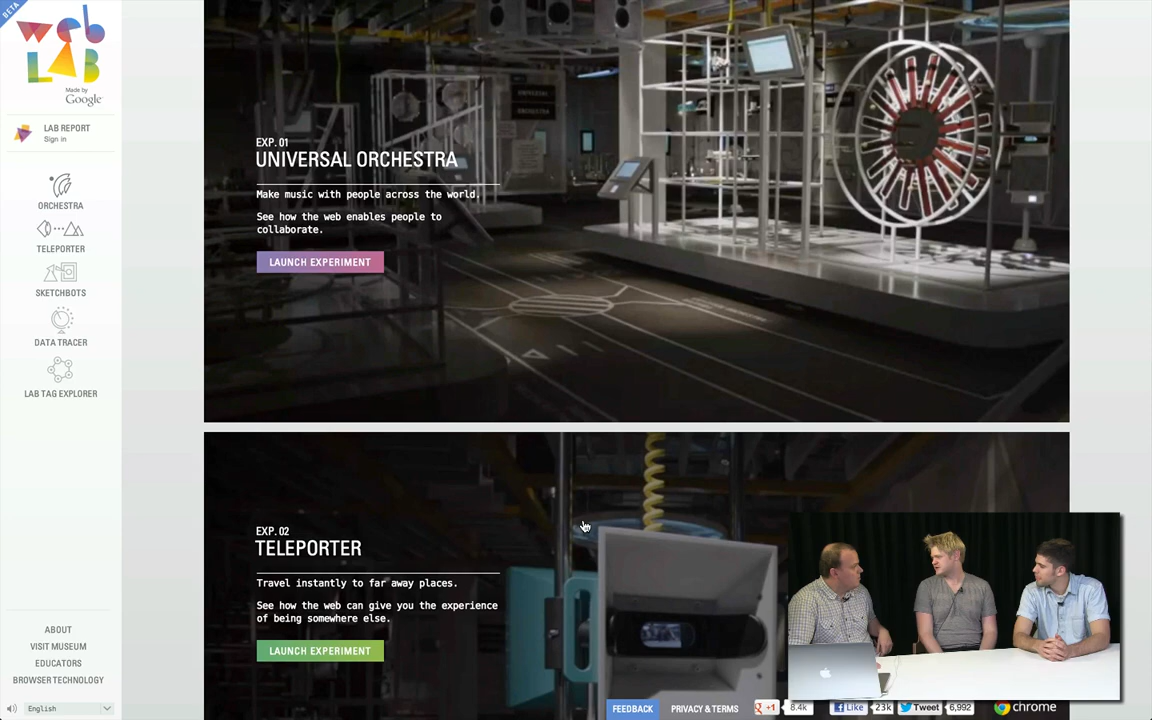 BETA
web
LAB
Made by
Google
LAB REPORT
Sign in
ORCHESTRA
TELEPORTER
SKETCHBOTS
DATA TRACER
LAB TAG EXPLORER
ABOUT
VISIT MUSEUM
EDUCATORS
BROWSER TECHNOLOGY
English
EXP. 01
UNIVERSAL ORCHESTRA
Make music with people across the world.
See how the web enables people to
collaborate.
LAUNCH EXPERIMENT
UNIVERSAL
ORCHESTRA
EXP. 02
TELEPORTER
Travel instantly to far away places.
See how the web can give you the experience
of being somewhere else.
LAUNCH EXPERIMENT
FEEDBACK PRIVACY & TERMS g +1 8.4k Like 23k Tweet 6,992 chrome